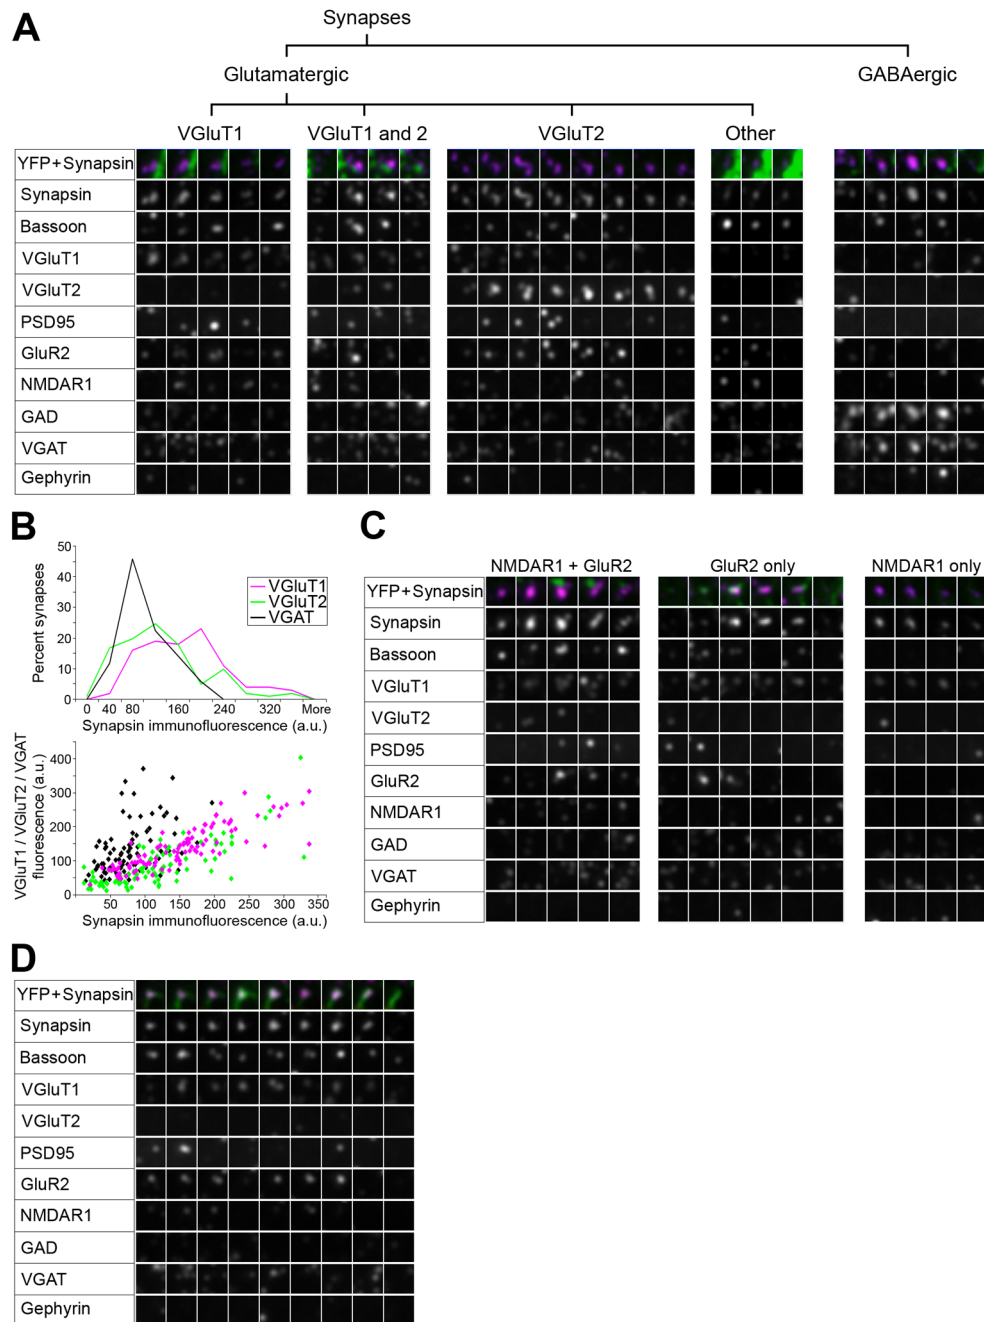 A
Synapses
Glutamatergic
GABAergic
VGluT1
VGluT1 and 2
VGluT2
Other
YFP+Synapsin
Synapsin
Bassoon
VGluT1
VGluT2
PSD95
GluR2
NMDAR1
GAD
VGAT
Gephyrin
B
50
40
30
20
10
0
Percent synapses
VGluT1
VGluT2
VGAT
0 40 80 160 240 320 More
Synapsin immunofluorescence (a.u.)
VGluT1 / VGluT2 / VGAT
fluorescence (a.u.)
400
300
200
100
0
50 100 150 200 250 300 350
Synapsin immunofluorescence (a.u.)
C
NMDAR1 + GluR2
GluR2 only
NMDAR1 only
YFP+Synapsin
Synapsin
Bassoon
VGluT1
VGluT2
PSD95
GluR2
NMDAR1
GAD
VGAT
Gephyrin
D
YFP+Synapsin
Synapsin
Bassoon
VGluT1
VGluT2
PSD95
GluR2
NMDAR1
GAD
VGAT
Gephyrin